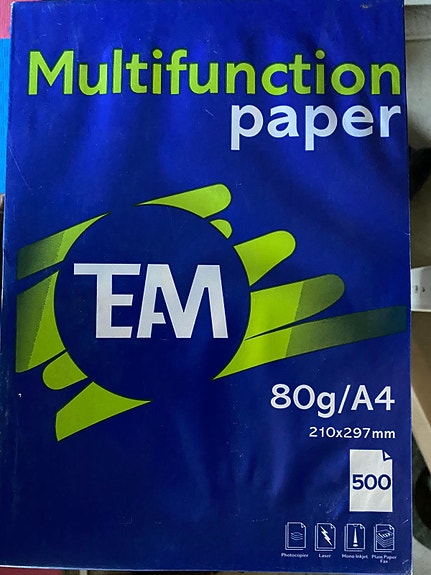 Multifunction
paper
TEAM
80g/A4
210x297mm
500
Photocopier Laser Mono Inkjet Plain Paper
Fax